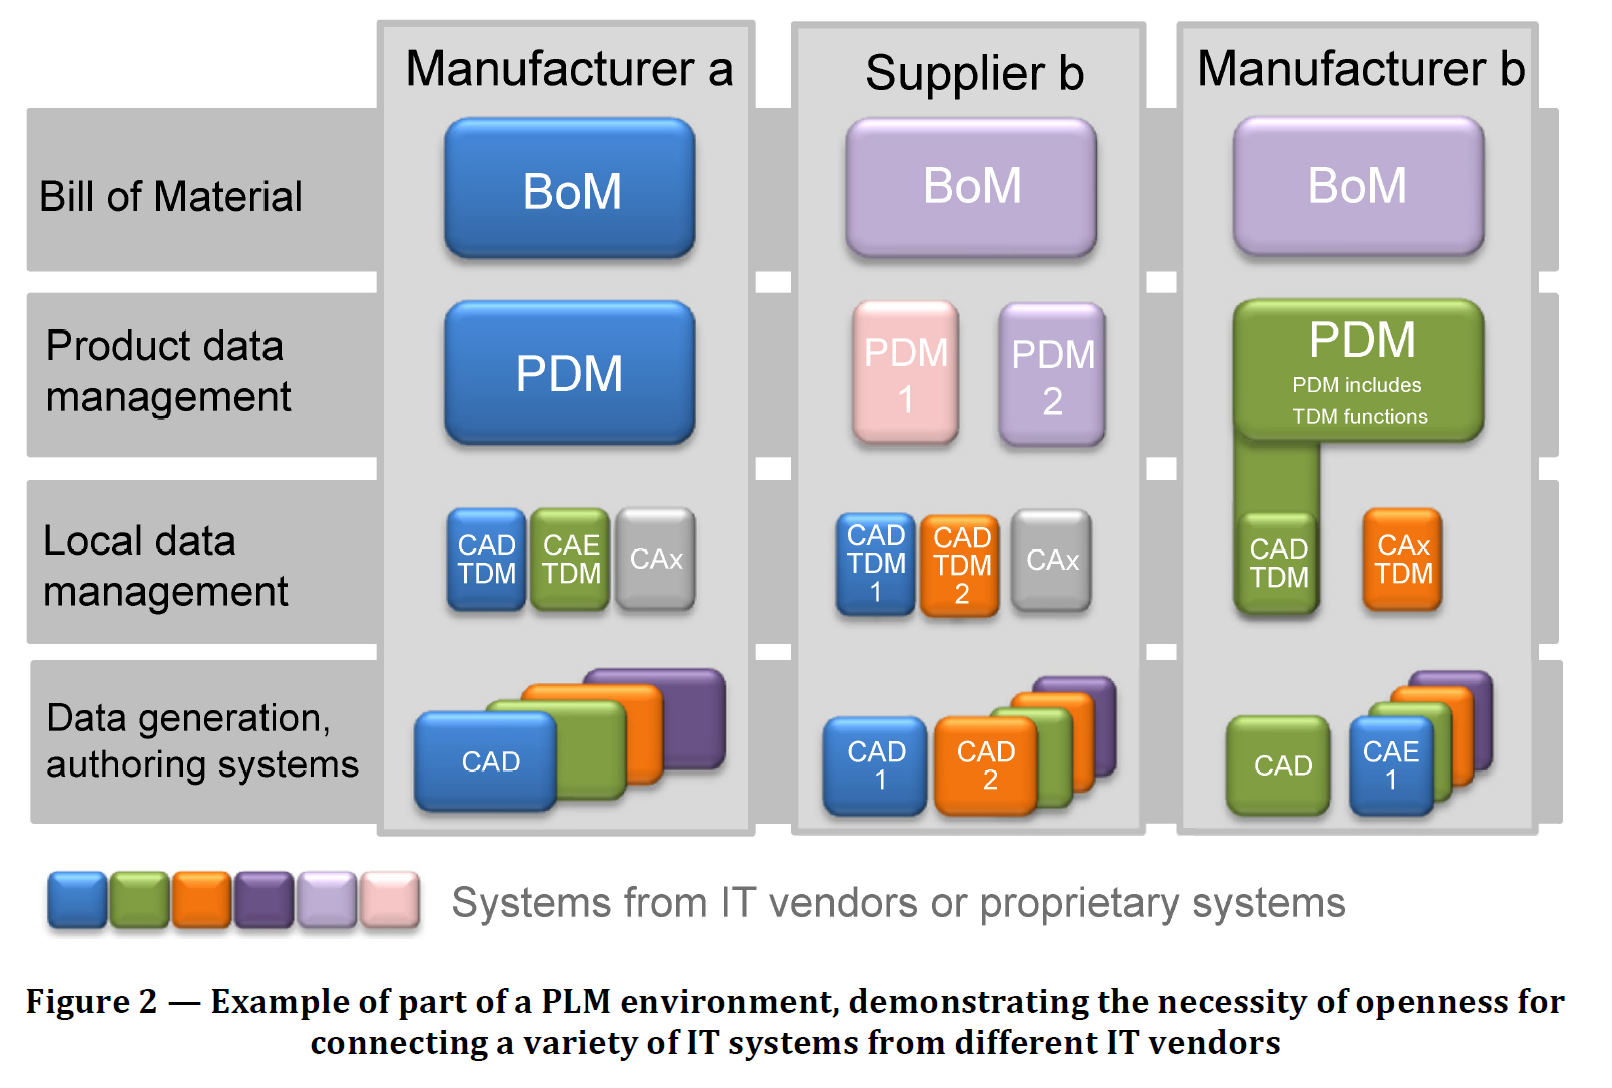 Manufacturer a
Supplier b
Manufacturer b
Bill of Material
BoM
BoM
BoM
Product data
management
PDM
PDM
1
PDM
2
PDM
PDM includes
TDM functions
Local data
management
CAD
TDM
CAE
TDM
CAx
CAD
TDM
1
CAD
TDM
2
CAx
CAD
TDM
CAx
TDM
Data generation,
authoring systems
CAD
CAD
1
CAD
2
CAD
CAE
1
Systems from IT vendors or proprietary systems
Figure 2 — Example of part of a PLM environment, demonstrating the necessity of openness for
connecting a variety of IT systems from different IT vendors